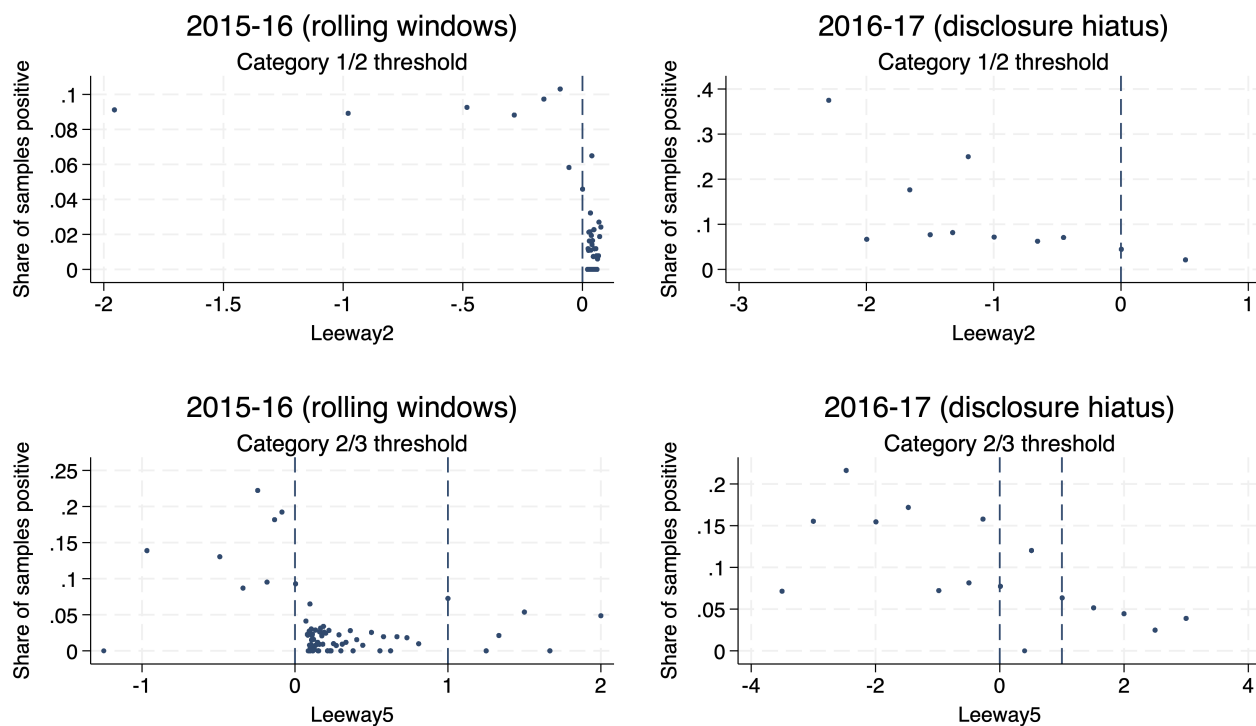 2015-16 (rolling windows)
Category 1/2 threshold
Share of samples positive
.1
.08
.06
.04
.02
0
-2
-1.5
-1
-.5
0
Leeway2
2016-17 (disclosure hiatus)
Category 1/2 threshold
Share of samples positive
.4
.3
.2
.1
0
-3
-2
-1
0
1
Leeway2
2015-16 (rolling windows)
Category 2/3 threshold
Share of samples positive
.25
.2
.15
.1
.05
0
-1
0
1
2
Leeway5
2016-17 (disclosure hiatus)
Category 2/3 threshold
Share of samples positive
.2
.15
.1
.05
0
-4
-2
0
2
4
Leeway5